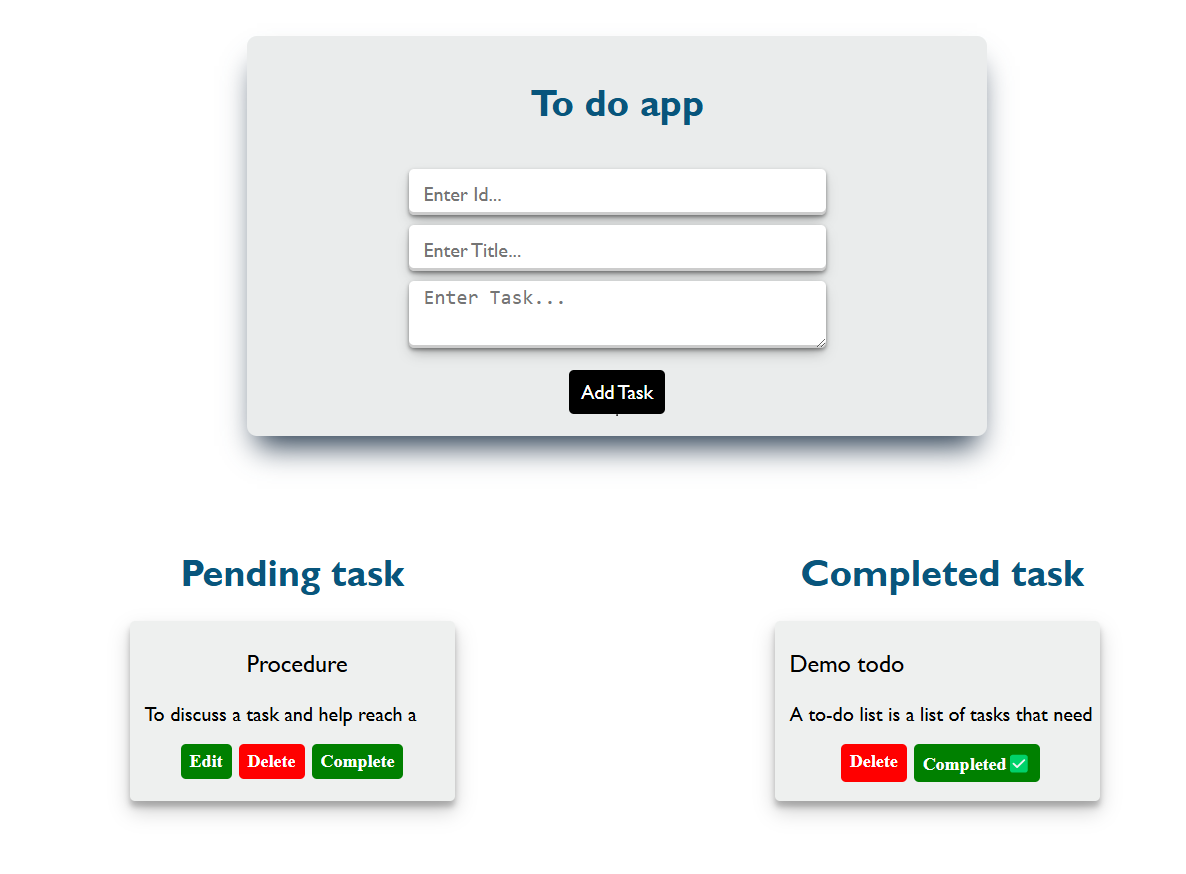 To do app
Enter Id...
Enter Title...
Enter Task...
Add Task
Pending task
Completed task
Procedure
To discuss a task and help reach a
Edit Delete Complete
Demo todo
A to-do list is a list of tasks that need
Delete Completed ✅